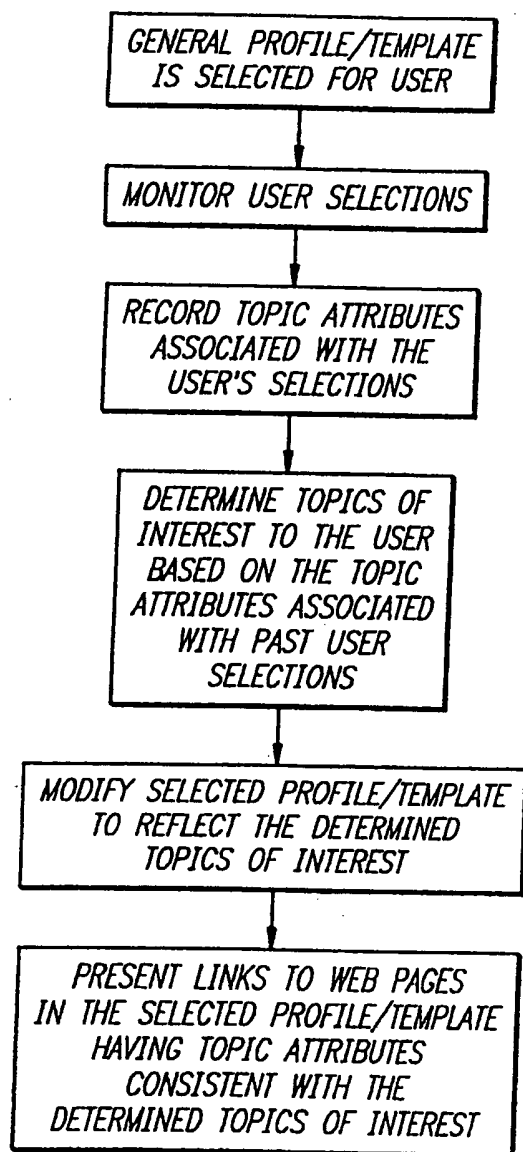 GENERAL PROFILE/TEMPLATE
IS SELECTED FOR USER
MONITOR USER SELECTIONS
RECORD TOPIC ATTRIBUTES
ASSOCIATED WITH THE
USER'S SELECTIONS
DETERMINE TOPICS OF
INTEREST TO THE USER
BASED ON THE TOPIC
ATTRIBUTES ASSOCIATED
WITH PAST USER
SELECTIONS
MODIFY SELECTED PROFILE/TEMPLATE
TO REFLECT THE DETERMINED
TOPICS OF INTEREST
PRESENT LINKS TO WEB PAGES
IN THE SELECTED PROFILE/TEMPLATE
HAVING TOPIC ATTRIBUTES
CONSISTENT WITH THE
DETERMINED TOPICS OF INTEREST